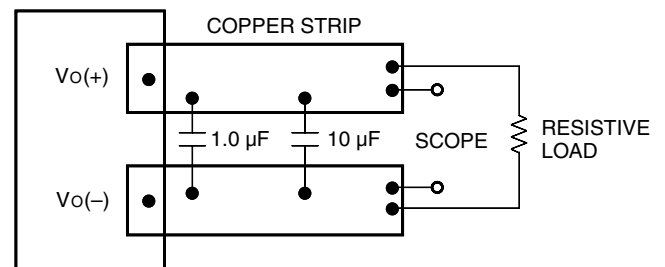 COPPER STRIP
VO(+)
1.0 µF
10 µF
SCOPE
RESISTIVE
LOAD
VO(–)